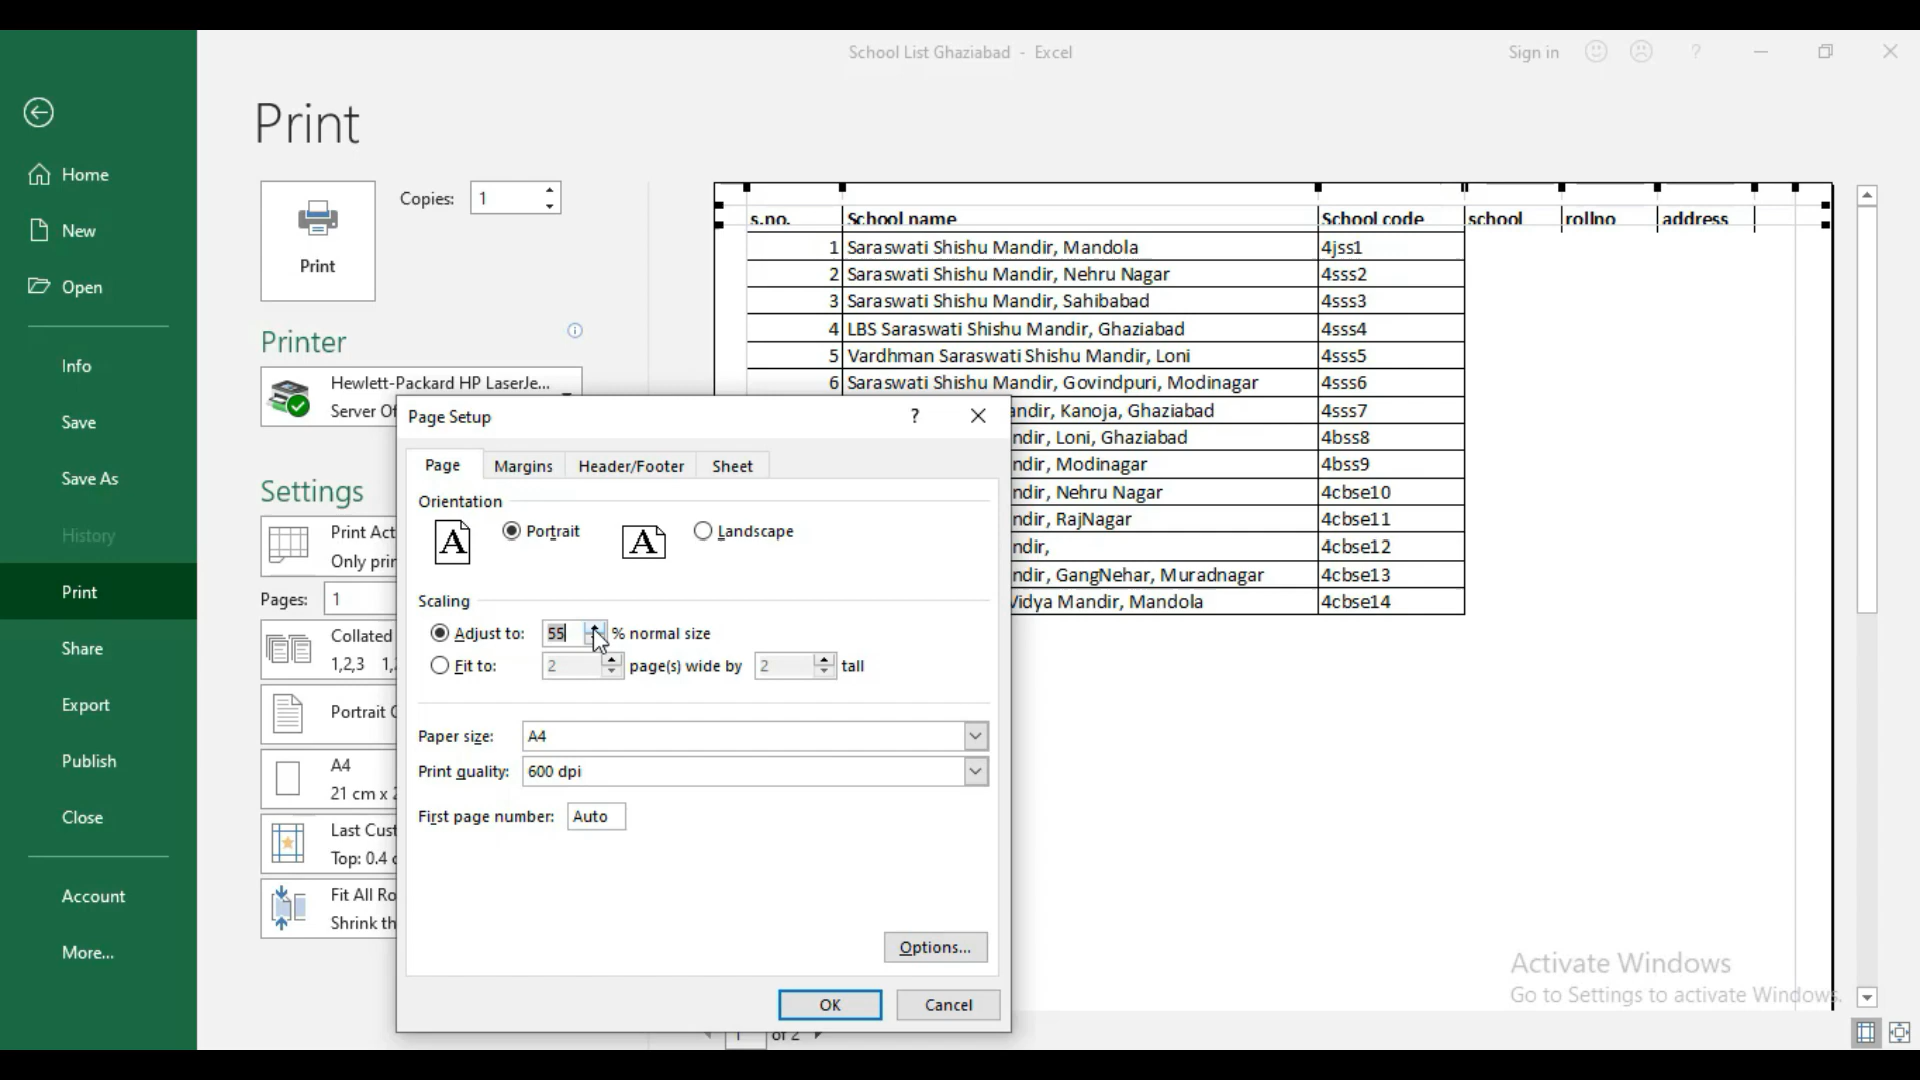 School List Ghaziabad - Excel
Sign in
?
Print
Home
New
Open
Info
Save
Save As
History
Print
Share
Export
Publish
Close
Account
More...
Print
Copies: 1
Printer
Hewlett-Packard HP LaserJe...
Server Of
Settings
Print Act
Only prin
Pages: 1
Collated
1,2,3 1,
Portrait O
A4
21 cm x 2
Last Cust
Top: 0.4 c
Fit All Ro
Shrink th
s.no. School name School code school rollno address
1 Saraswati Shishu Mandir, Mandola 4jss1
2 Saraswati Shishu Mandir, Nehru Nagar 4sss2
3 Saraswati Shishu Mandir, Sahibabad 4sss3
4 LBS Saraswati Shishu Mandir, Ghaziabad 4sss4
5 Vardhman Saraswati Shishu Mandir, Loni 4sss5
6 Saraswati Shishu Mandir, Govindpuri, Modinagar 4sss6
andir, Kanoja, Ghaziabad 4sss7
ndir, Loni, Ghaziabad 4bss8
ndir, Modinagar 4bss9
ndir, Nehru Nagar 4cbse10
ndir, RajNagar 4cbse11
ndir, 4cbse12
ndir, GangNehar, Muradnagar 4cbse13
Vidya Mandir, Mandola 4cbse14
Page Setup ?
Page Margins Header/Footer Sheet
Orientation
A Portrait A Landscape
Scaling
Adjust to: 55 % normal size
Fit to: 2 page(s) wide by 2 tall
Paper size: A4
Print quality: 600 dpi
First page number: Auto
Options...
OK Cancel
1 of 2
Activate Windows
Go to Settings to activate Windows.